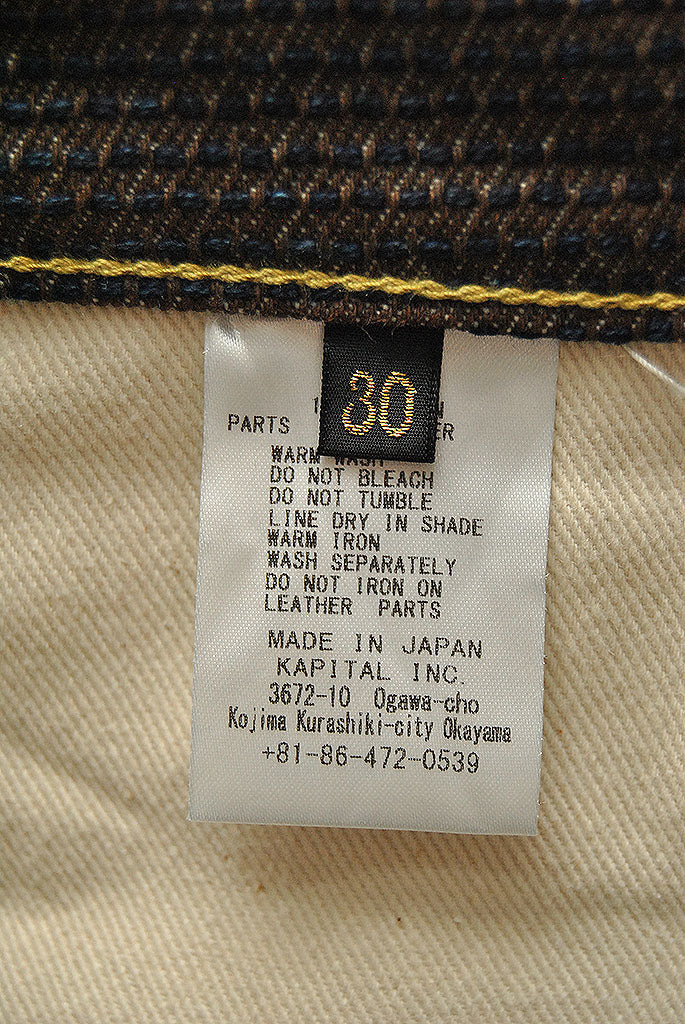 30
PARTS
WARM WASH
DO NOT BLEACH
DO NOT TUMBLE
LINE DRY IN SHADE
WARM IRON
WASH SEPARATELY
DO NOT IRON ON
LEATHER PARTS
MADE IN JAPAN
KAPITAL INC.
3672-10 Ogawa-cho
Kojima Kurashiki-city Okayama
+81-86-472-0539